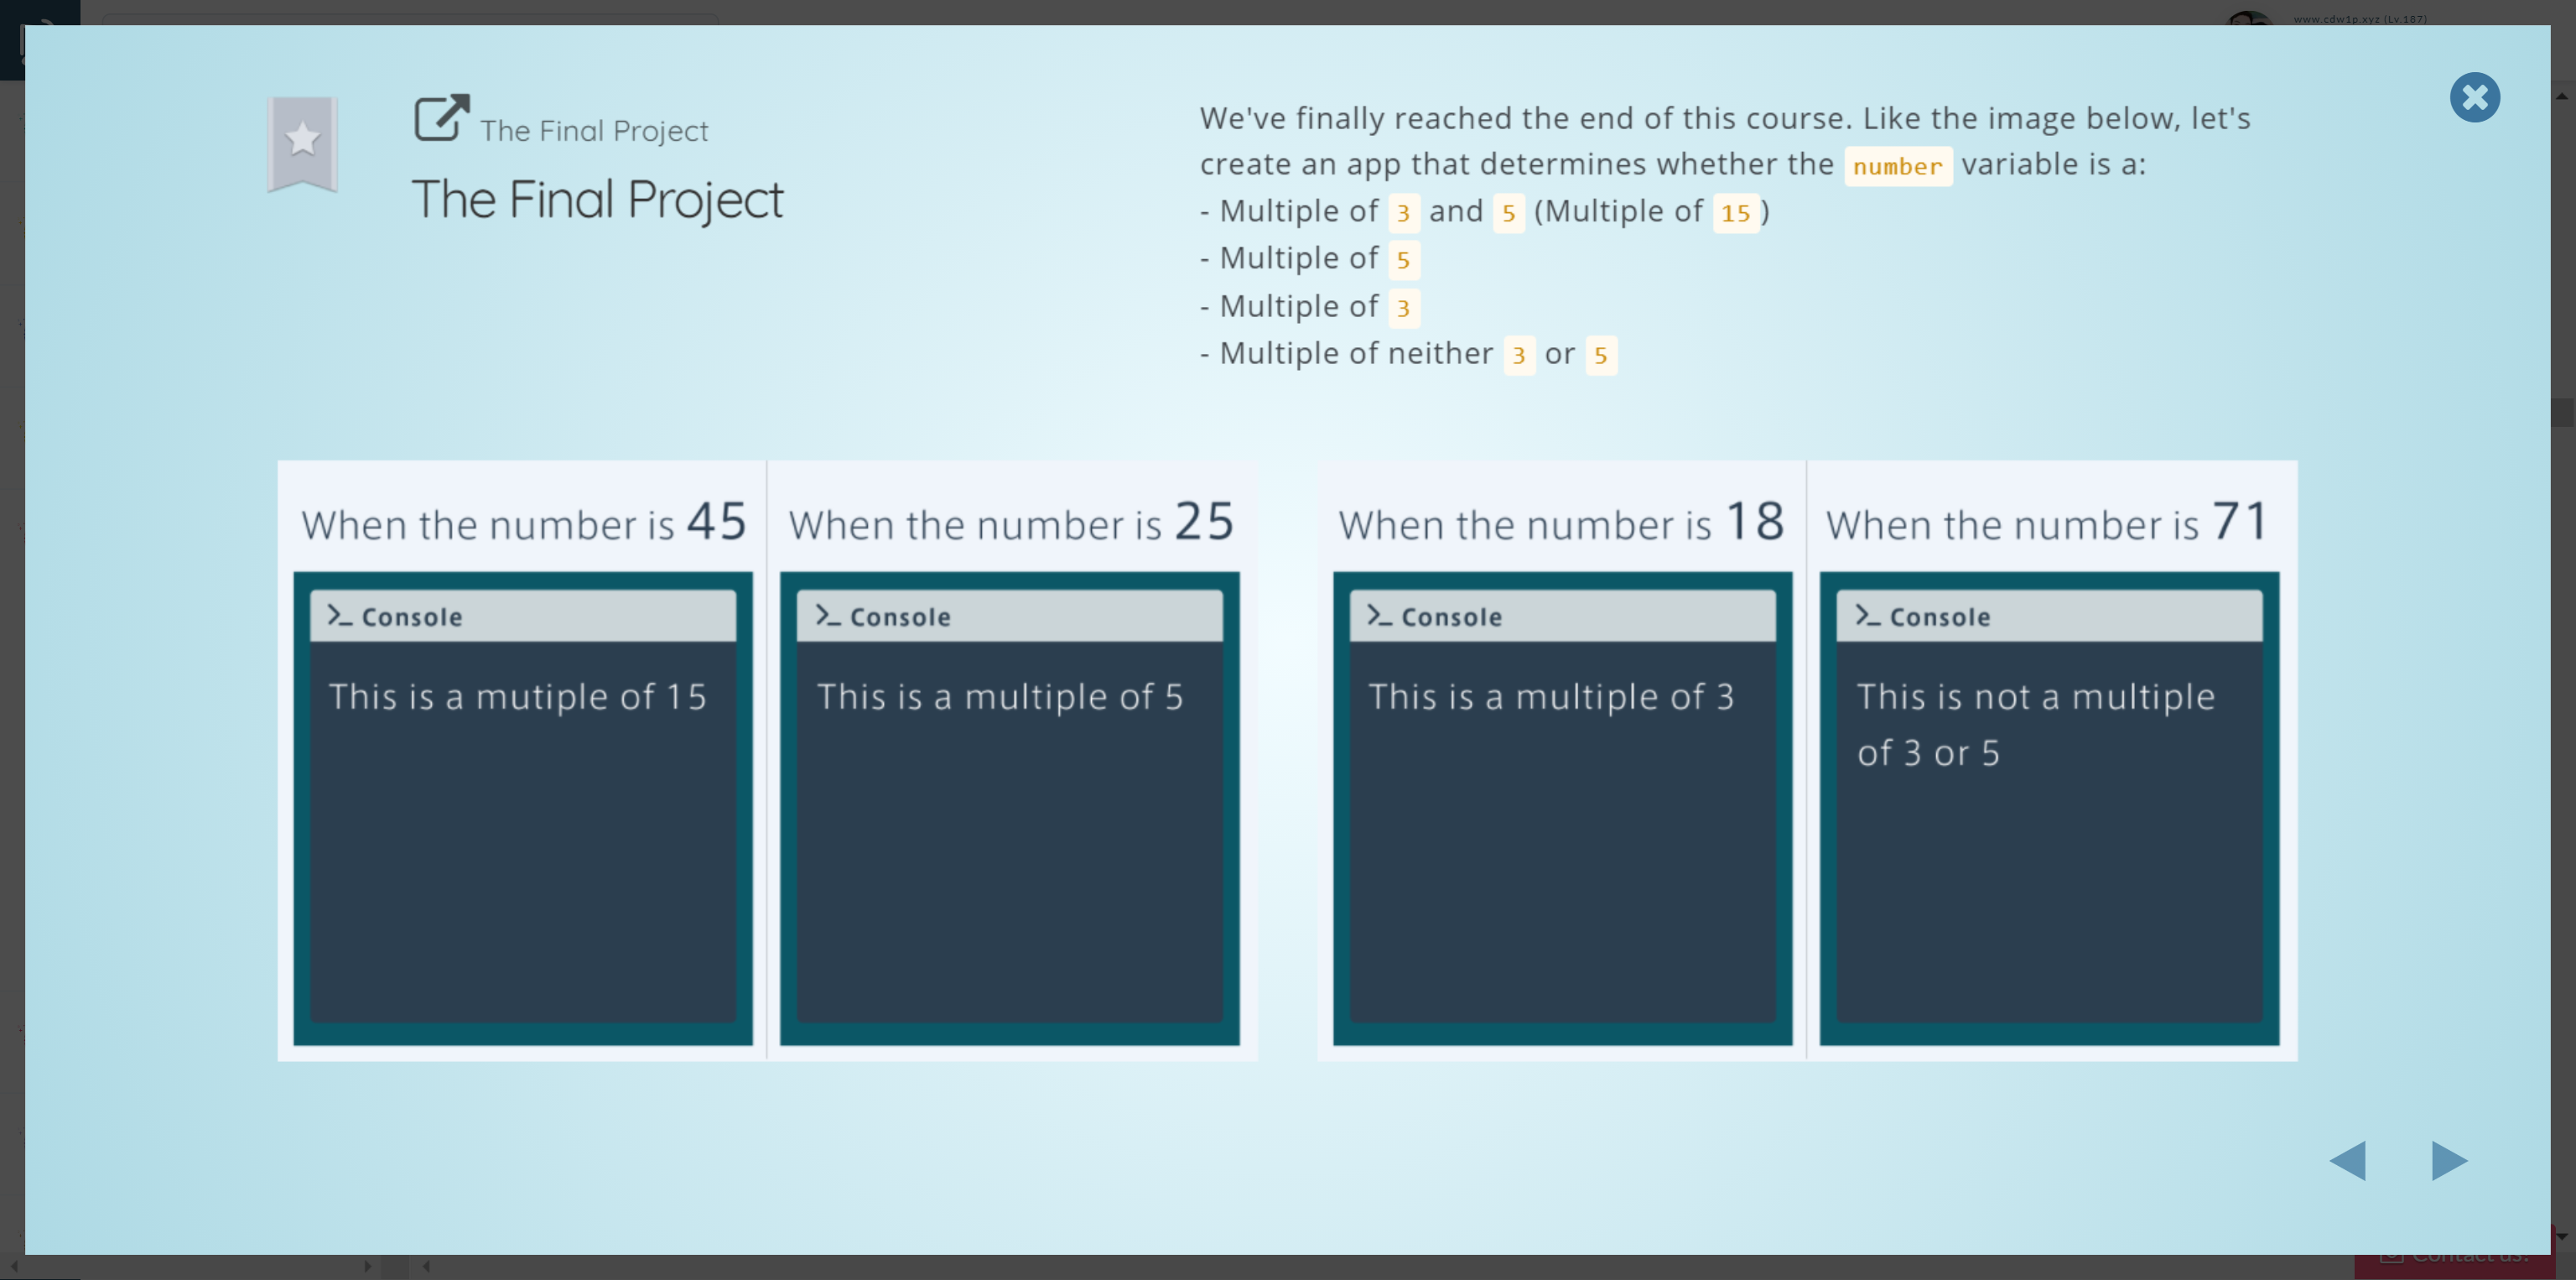 www.cdw1p.xyz (Lv.187)
The Final Project
The Final Project
We've finally reached the end of this course. Like the image below, let's
create an app that determines whether the number variable is a:
- Multiple of 3 and 5 (Multiple of 15)
- Multiple of 5
- Multiple of 3
- Multiple of neither 3 or 5
When the number is 45
>_ Console
This is a mutiple of 15
When the number is 25
>_ Console
This is a multiple of 5
When the number is 18
>_ Console
This is a multiple of 3
When the number is 71
>_ Console
This is not a multiple
of 3 or 5
Contact us!